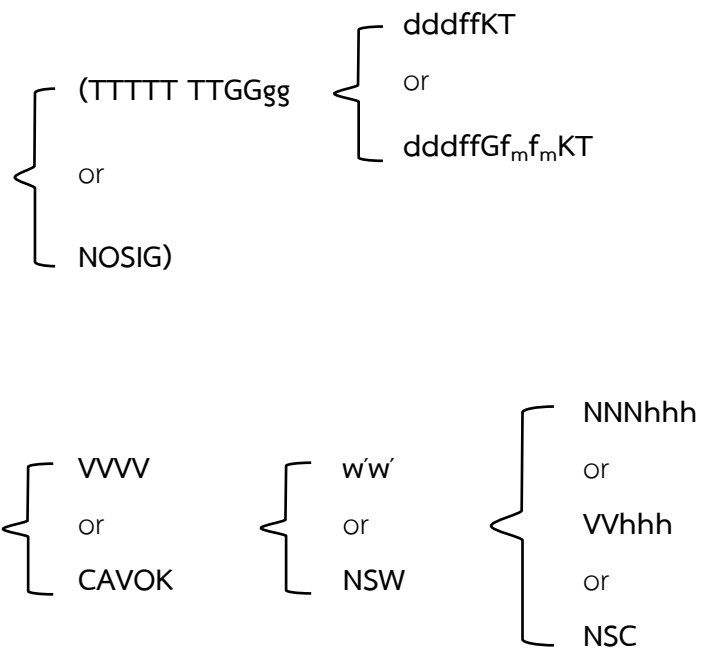 (TTTTT TTGGgg
or
NOSIG)
dddffKT
or
dddffGfₘfₘKT
VVVV
or
CAVOK
w′w′
or
NSW
NNNhhh
or
VVhhh
or
NSC